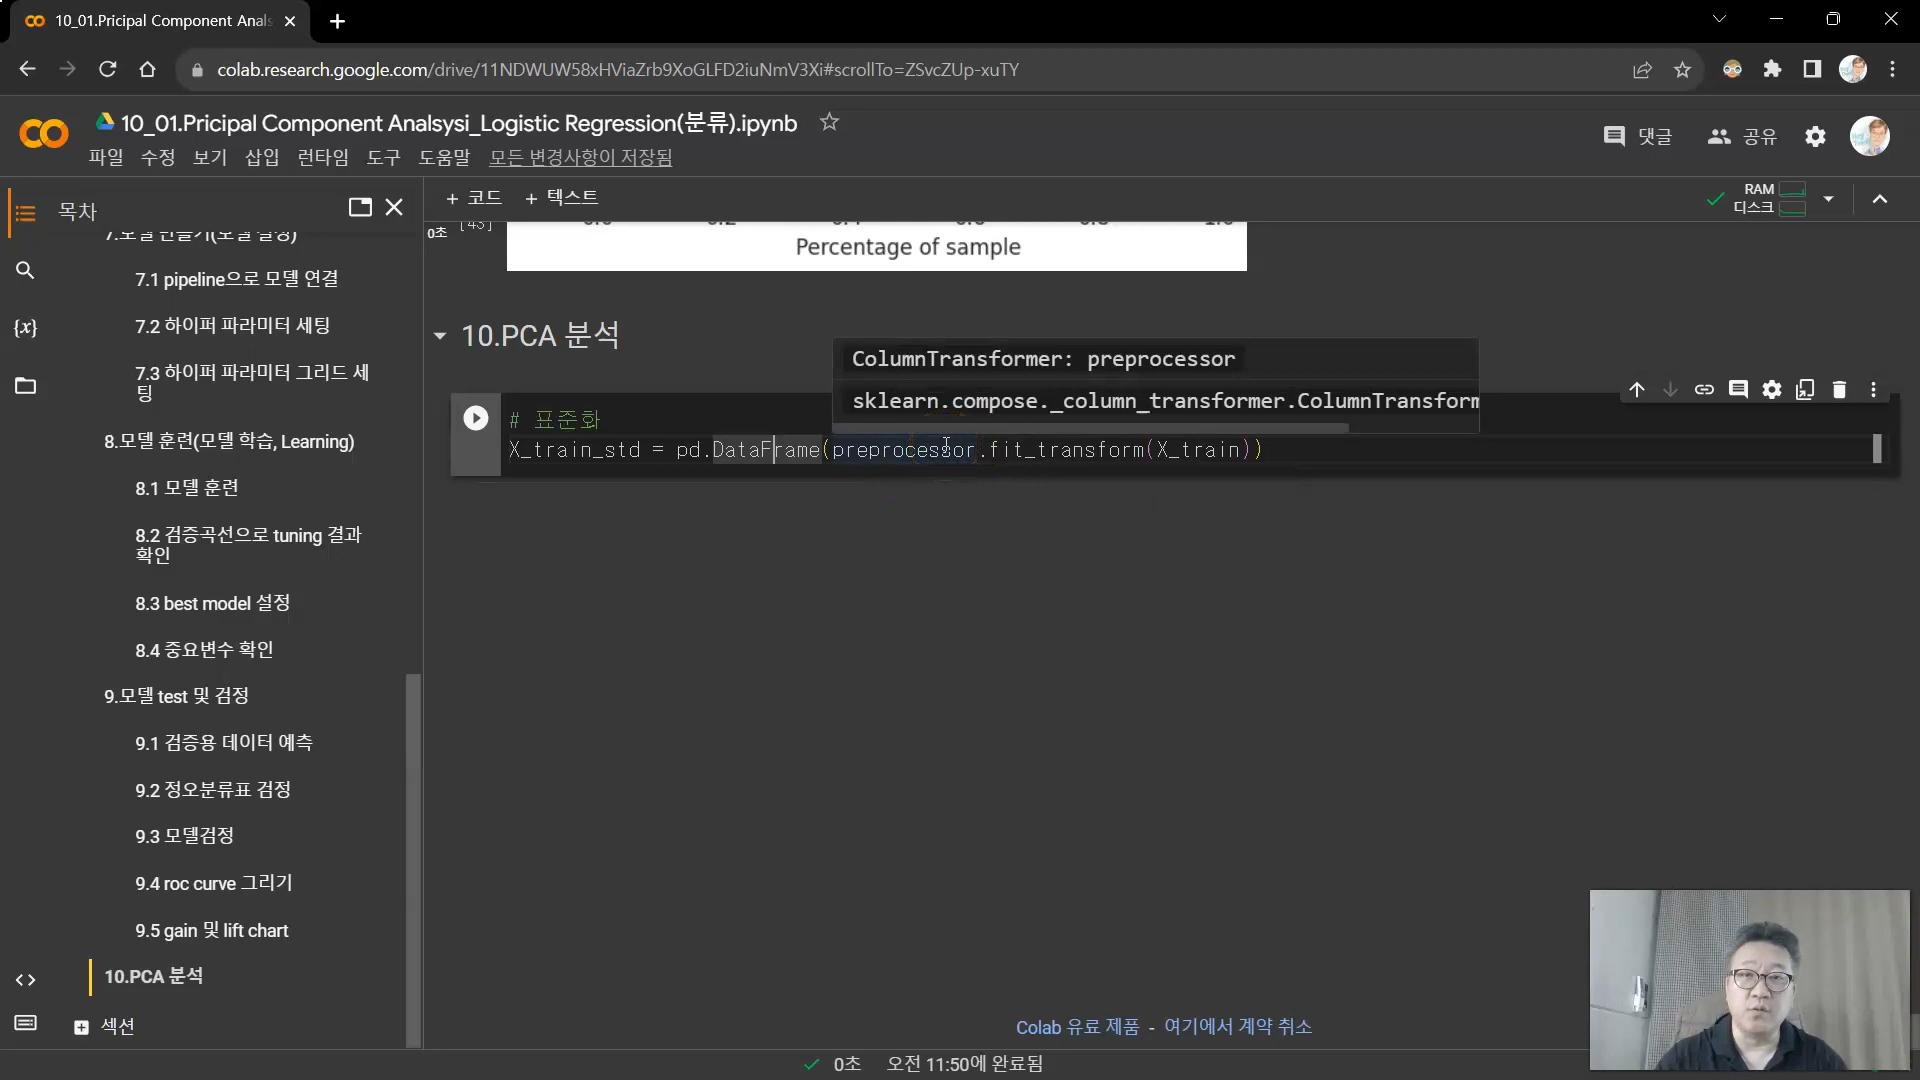 10_01.Pricipal Component Anals
colab.research.google.com/drive/11NDWUW58xHViaZrb9XoGLFD2iuNmV3Xi#scrollTo=ZSvcZUp-xuTY
10_01.Pricipal Component Analsysi_Logistic Regression(분류).ipynb
댓글
공유
파일 수정 보기 삽입 런타임 도구 도움말 모든 변경사항이 저장됨
목차
+ 코드 + 텍스트
RAM
디스크
7.1 pipeline으로 모델 연결
7.2 하이퍼 파라미터 세팅
7.3 하이퍼 파라미터 그리드 세
팅
8.모델 훈련(모델 학습, Learning)
8.1 모델 훈련
8.2 검증곡선으로 tuning 결과
확인
8.3 best model 설정
8.4 중요변수 확인
9.모델 test 및 검정
9.1 검증용 데이터 예측
9.2 정오분류표 검정
9.3 모델검정
9.4 roc curve 그리기
9.5 gain 및 lift chart
10.PCA 분석
섹션
0초
[43]
Percentage of sample
10.PCA 분석
ColumnTransformer: preprocessor
sklearn.compose._column_transformer.ColumnTransform
# 표준화
X_train_std = pd.DataFrame(preprocessor.fit_transform(X_train))
Colab 유료 제품 - 여기에서 계약 취소
0초 오전 11:50에 완료됨